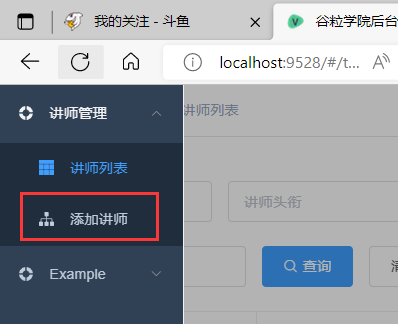 我的关注 - 斗鱼
谷粒学院后台
localhost:9528/#/t...
讲师管理
讲师列表
讲师列表
添加讲师
讲师头衔
查询
清
Example